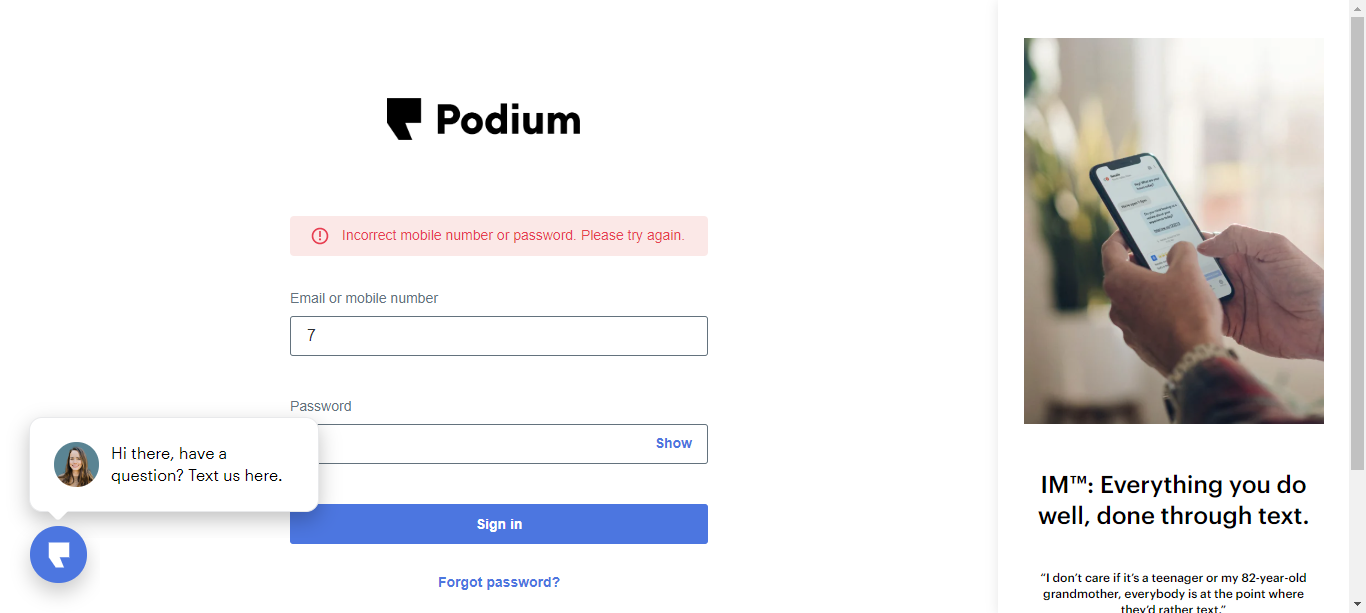 Podium
Incorrect mobile number or password. Please try again.
Email or mobile number
7
Password
Show
Hi there, have a
question? Text us here.
Sign in
Forgot password?
IM™: Everything you do
well, done through text.
“I don’t care if it’s a teenager or my 82-year-old
grandmother, everybody is at the point where
they’d rather text.”